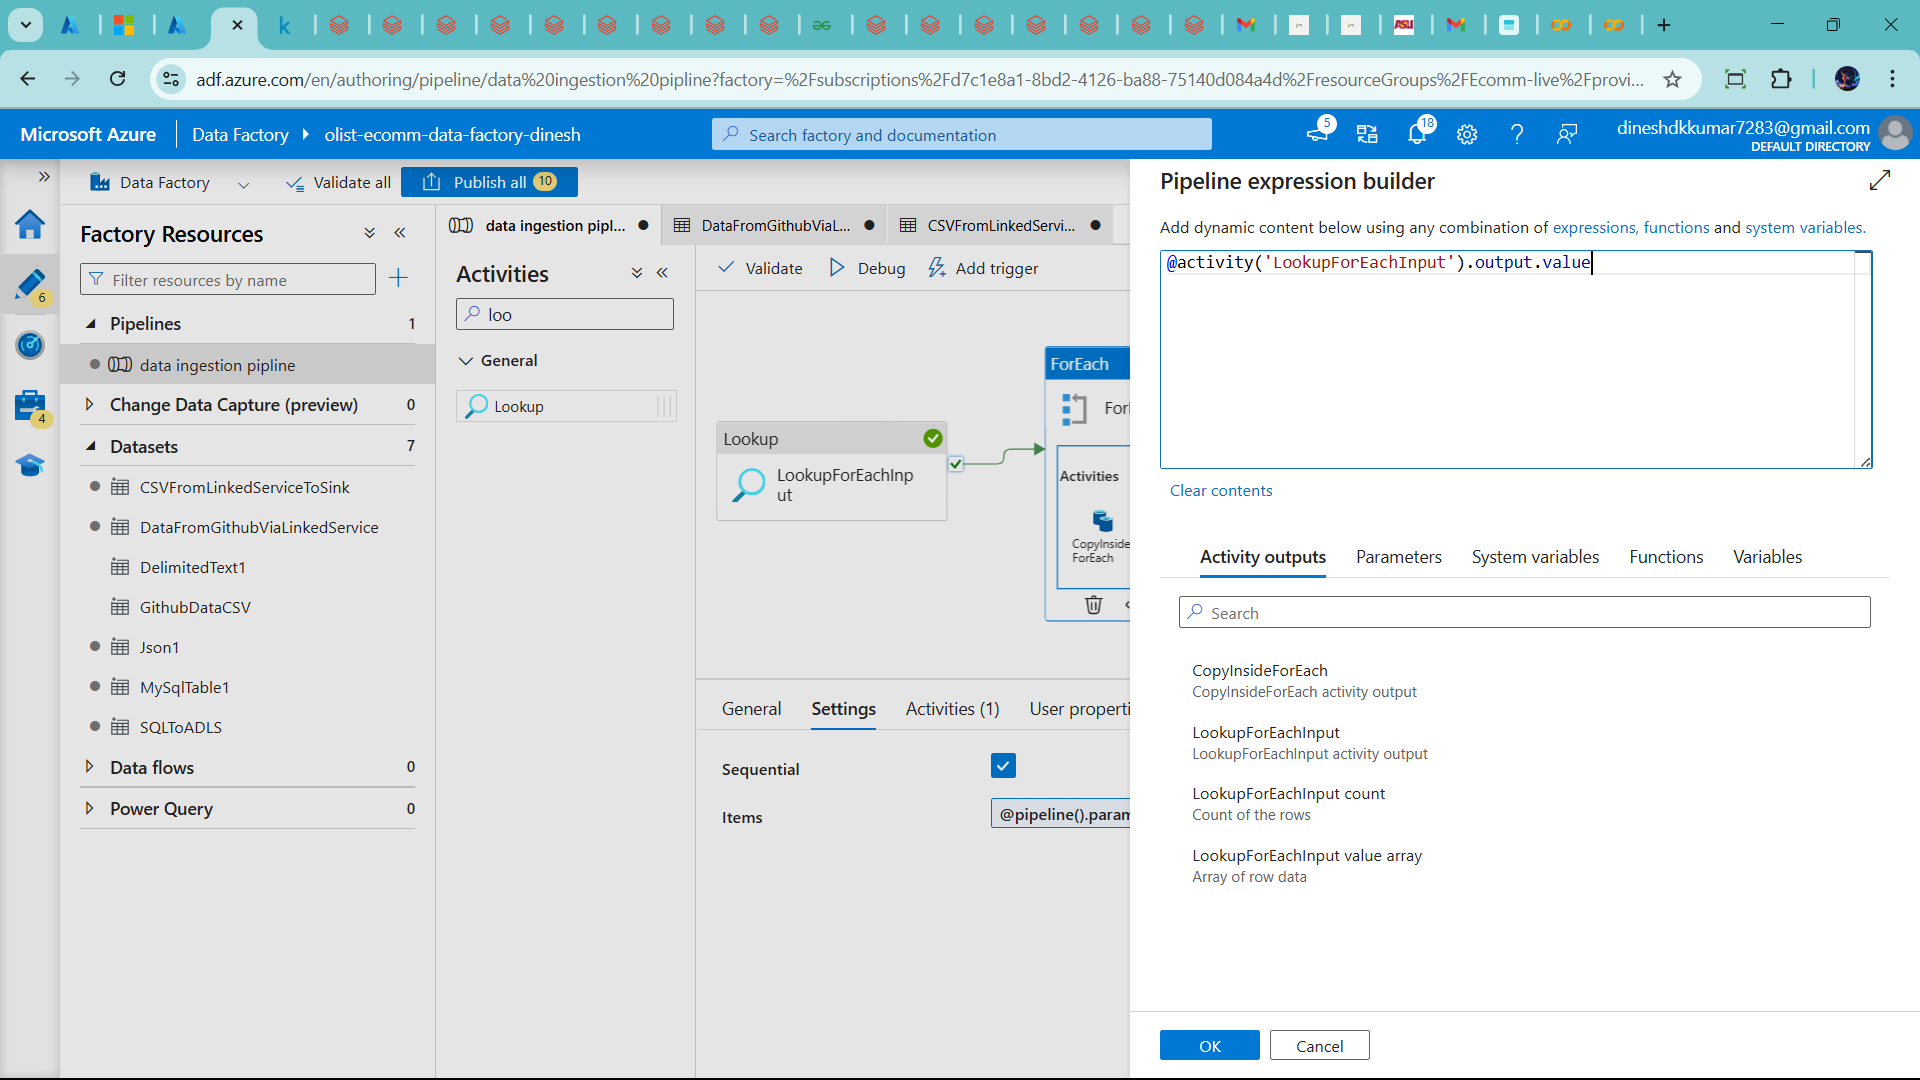 adf.azure.com/en/authoring/pipeline/data%20ingestion%20pipline?factory=%2Fsubscriptions%2Fd7c1e8a1-8bd2-4126-ba88-75140d084a4d%2FresourceGroups%2FEcomm-live%2Fprovi...
Microsoft Azure
Data Factory
olist-ecomm-data-factory-dinesh
Search factory and documentation
5
18
dineshdkkumar7283@gmail.com
DEFAULT DIRECTORY
Data Factory
Validate all
Publish all
10
6
4
Factory Resources
Filter resources by name
Pipelines
1
data ingestion pipline
Change Data Capture (preview)
0
Datasets
7
CSVFromLinkedServiceToSink
DataFromGithubViaLinkedService
DelimitedText1
GithubDataCSV
Json1
MySqlTable1
SQLToADLS
Data flows
0
Power Query
0
data ingestion pipl...
DataFromGithubViaL...
CSVFromLinkedServi...
Activities
loo
General
Lookup
Validate
Debug
Add trigger
Lookup
LookupForEachInp
ut
ForEach
For
Activities
CopyInside
ForEach
General
Settings
Activities (1)
User properti
Sequential
Items
@pipeline().param
Pipeline expression builder
Add dynamic content below using any combination of expressions, functions and system variables.
@activity('LookupForEachInput').output.value
Clear contents
Activity outputs
Parameters
System variables
Functions
Variables
Search
CopyInsideForEach
CopyInsideForEach activity output
LookupForEachInput
LookupForEachInput activity output
LookupForEachInput count
Count of the rows
LookupForEachInput value array
Array of row data
OK
Cancel